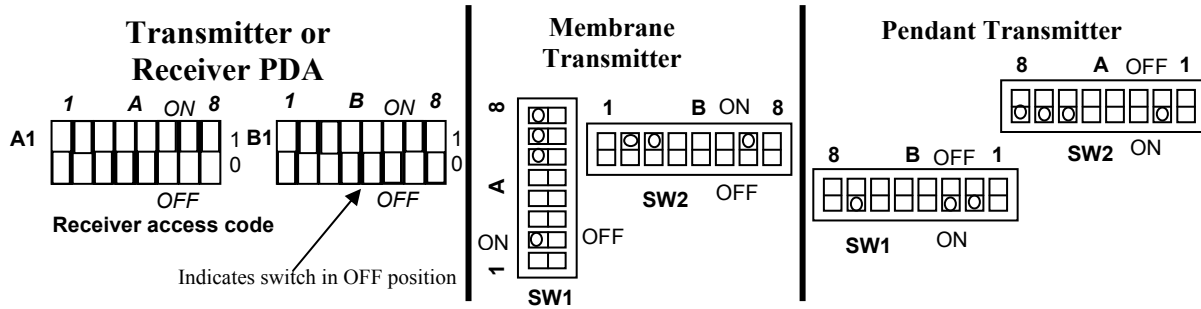 Transmitter or
Receiver PDA
1 A ON 8
1 B ON 8
A1
1
0
B1
1
0
OFF
OFF
Receiver access code
Indicates switch in OFF position
Membrane
Transmitter
8
A
ON
OFF
1
SW1
1 B ON 8
SW2
OFF
Pendant Transmitter
8 A OFF 1
SW2
ON
8 B OFF 1
SW1
ON